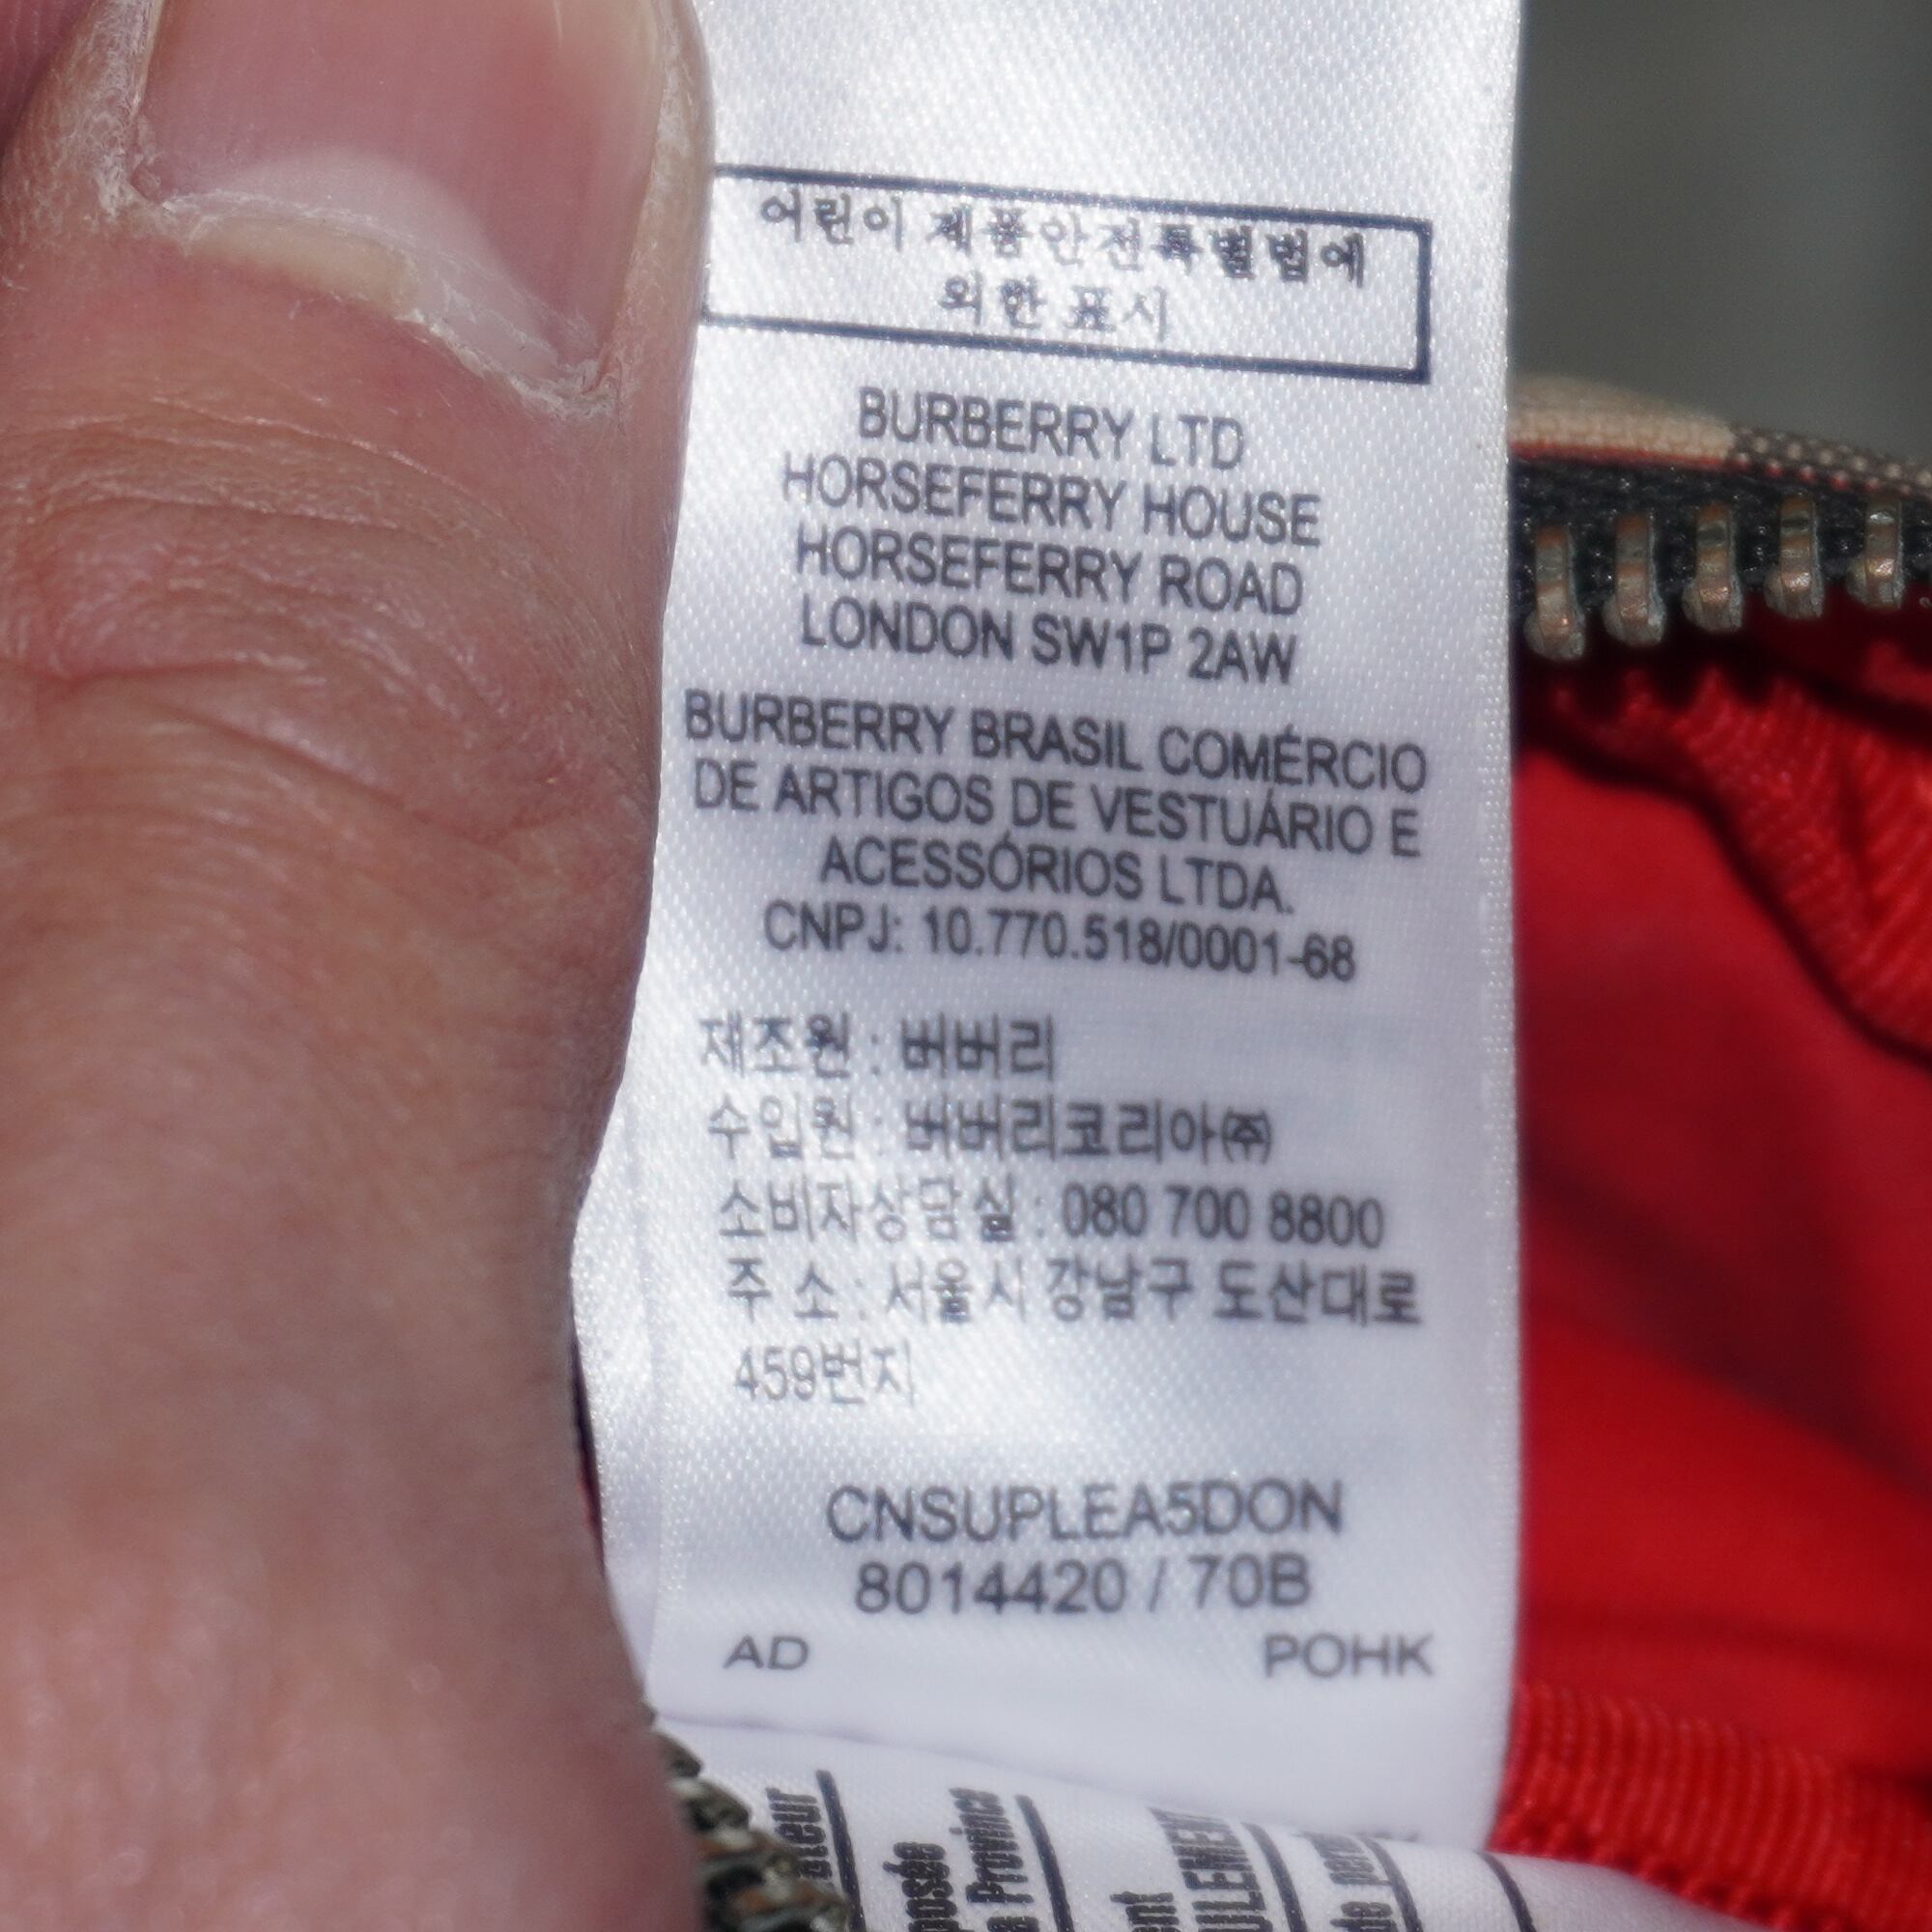 어린이 제품안전특별법에
의한 표시
BURBERRY LTD
HORSEFERRY HOUSE
HORSEFERRY ROAD
LONDON SW1P 2AW
BURBERRY BRASIL COMÉRCIO
DE ARTIGOS DE VESTUÁRIO E
ACESSÓRIOS LTDA.
CNPJ: 10.770.518/0001-68
제조원 : 버버리
수입원 : 버버리코리아㈜
소비자상담실 : 080 700 8800
주 소 : 서울시 강남구 도산대로
459번지
CNSUPLEA5DON
8014420 / 70B
AD POHK
Province